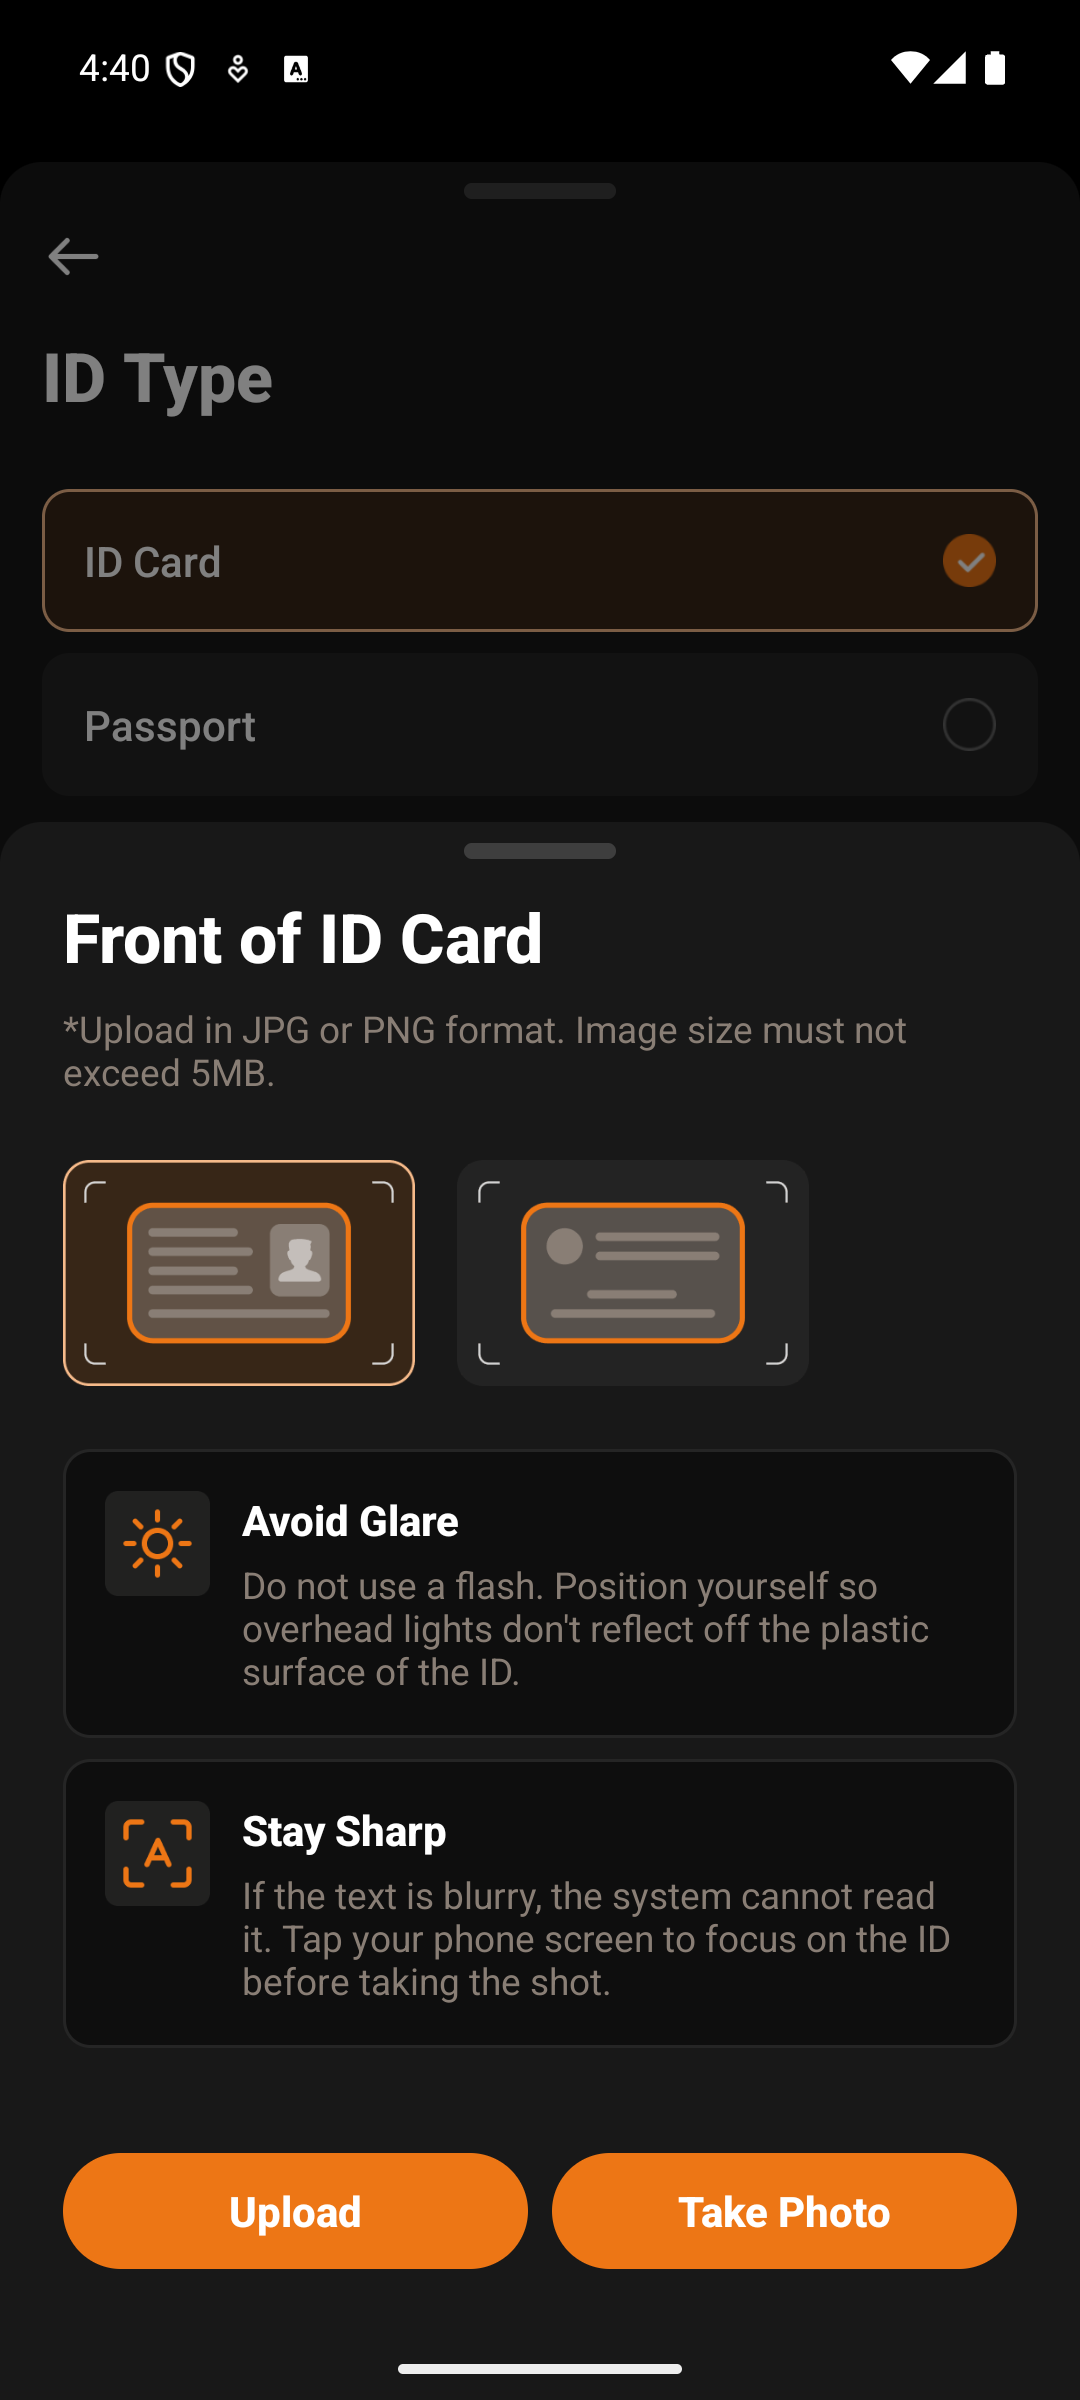 4:40
ID Type
ID Card
Passport
Front of ID Card
*Upload in JPG or PNG format. Image size must not
exceed 5MB.
Avoid Glare
Do not use a flash. Position yourself so
overhead lights don't reflect off the plastic
surface of the ID.
Stay Sharp
If the text is blurry, the system cannot read
it. Tap your phone screen to focus on the ID
before taking the shot.
Upload
Take Photo